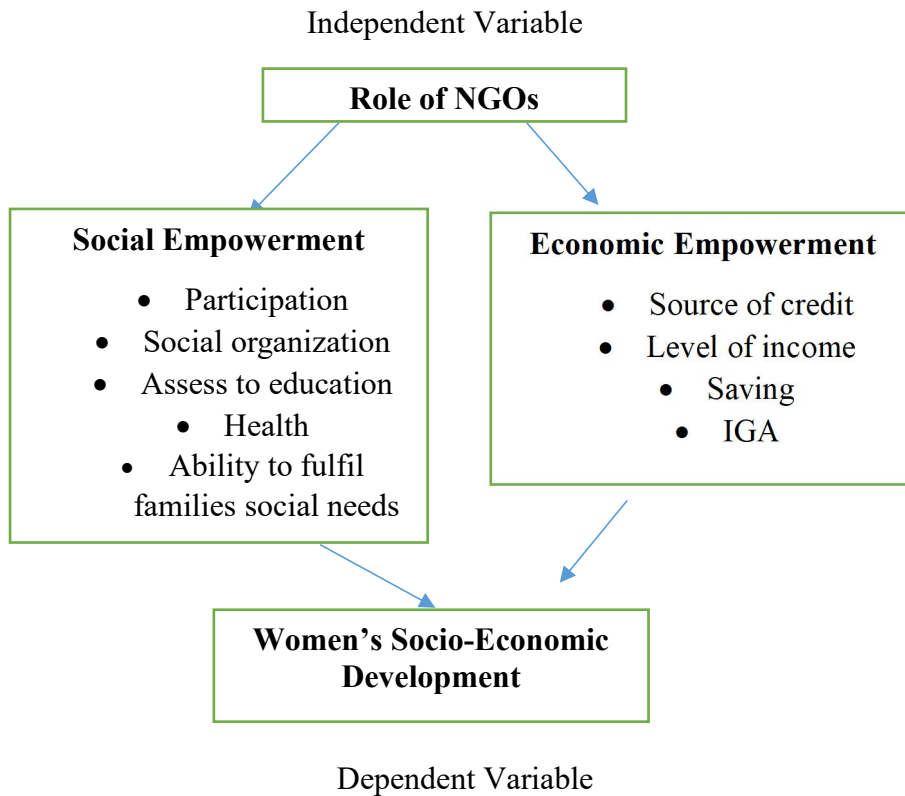 Independent Variable
Role of NGOs
Social Empowerment
• Participation
• Social organization
• Assess to education
• Health
• Ability to fulfil
families social needs
Economic Empowerment
• Source of credit
• Level of income
• Saving
• IGA
Women’s Socio-Economic
Development
Dependent Variable